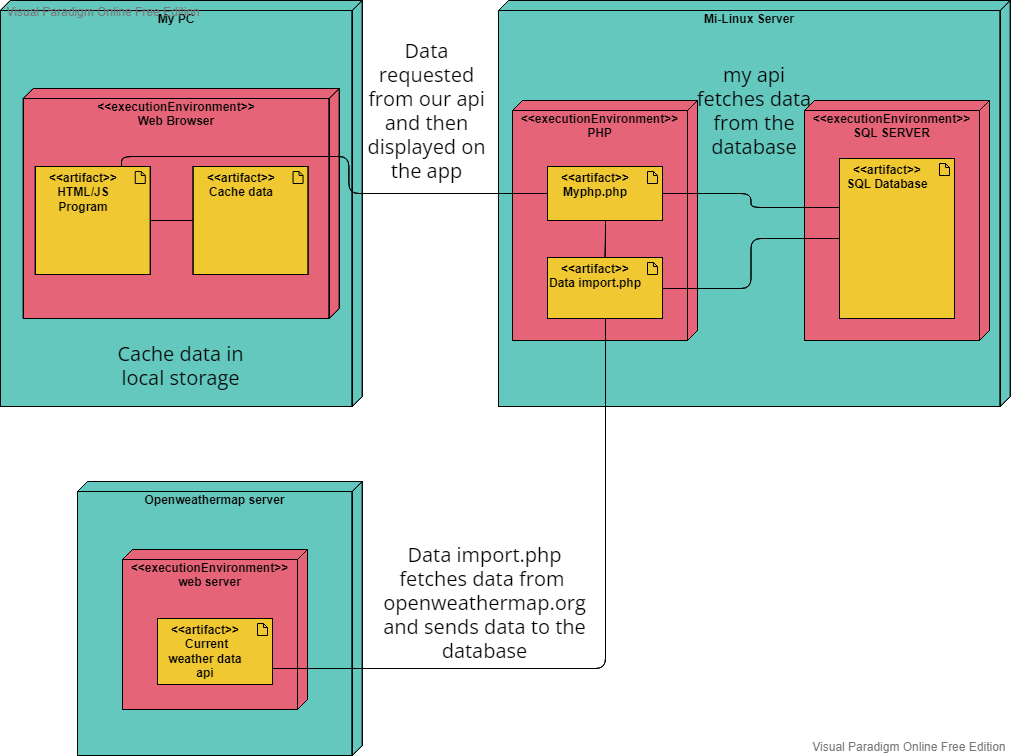 Visual Paradigm Online Free Edition
My PC
<<executionEnvironment>>
Web Browser
<<artifact>>
HTML/JS
Program
<<artifact>>
Cache data
Cache data in
local storage
Data
requested
from our api
and then
displayed on
the app
Mi-Linux Server
<<executionEnvironment>>
PHP
<<artifact>>
Myphp.php
<<artifact>>
Data import.php
my api
fetches data
from the
database
<<executionEnvironment>>
SQL SERVER
<<artifact>>
SQL Database
Openweathermap server
<<executionEnvironment>>
web server
<<artifact>>
Current
weather data
api
Data import.php
fetches data from
openweathermap.org
and sends data to the
database
Visual Paradigm Online Free Edition